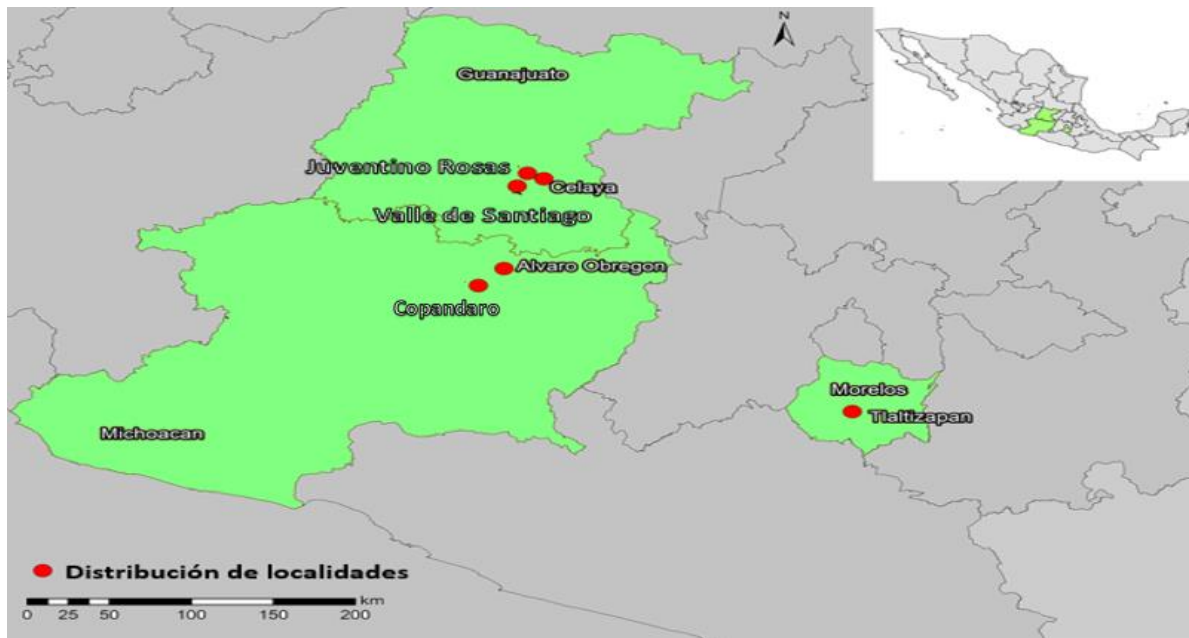 N
Guanajuato
Juventino Rosas
Celaya
Valle de Santiago
Alvaro Obregon
Copandaro
Morelos
Tlaltizapan
Michoacan
Distribución de localidades
km
0 25 50 100 150 200